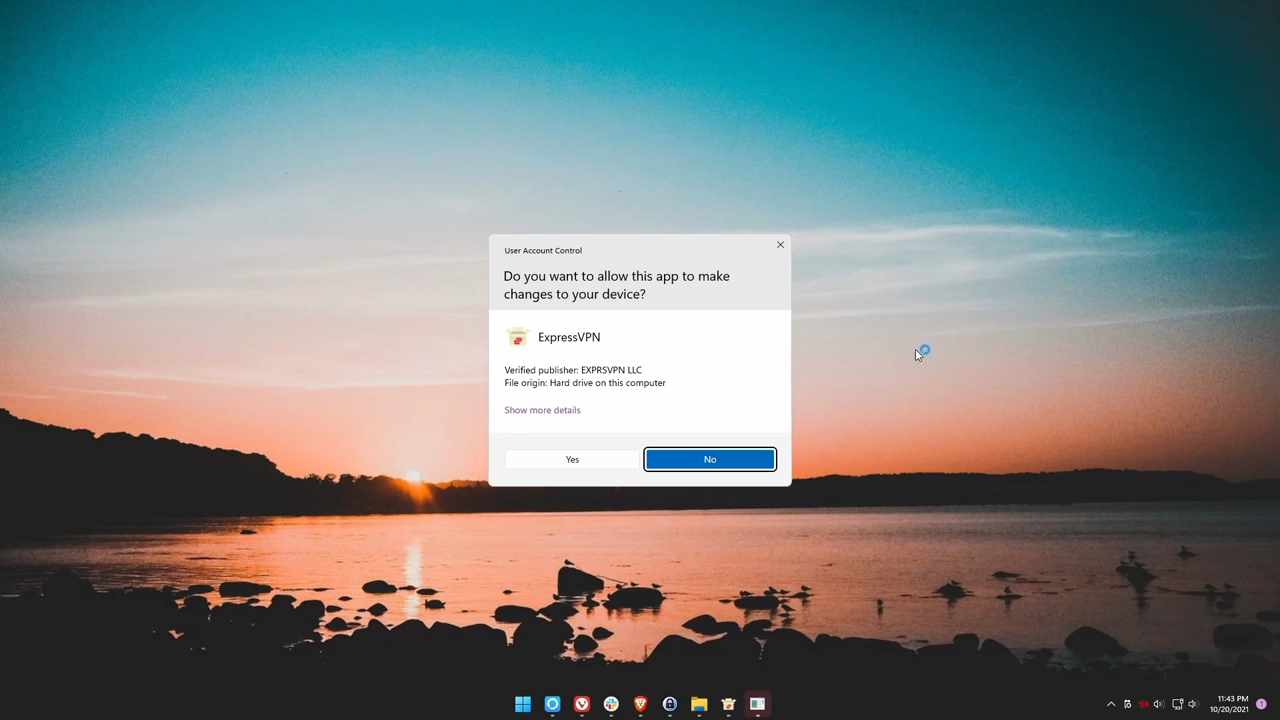 User Account Control
Do you want to allow this app to make
changes to your device?
ExpressVPN
Verified publisher: EXPRSVPN LLC
File origin: Hard drive on this computer
Show more details
Yes
No
11:43 PM
10/20/2021
1